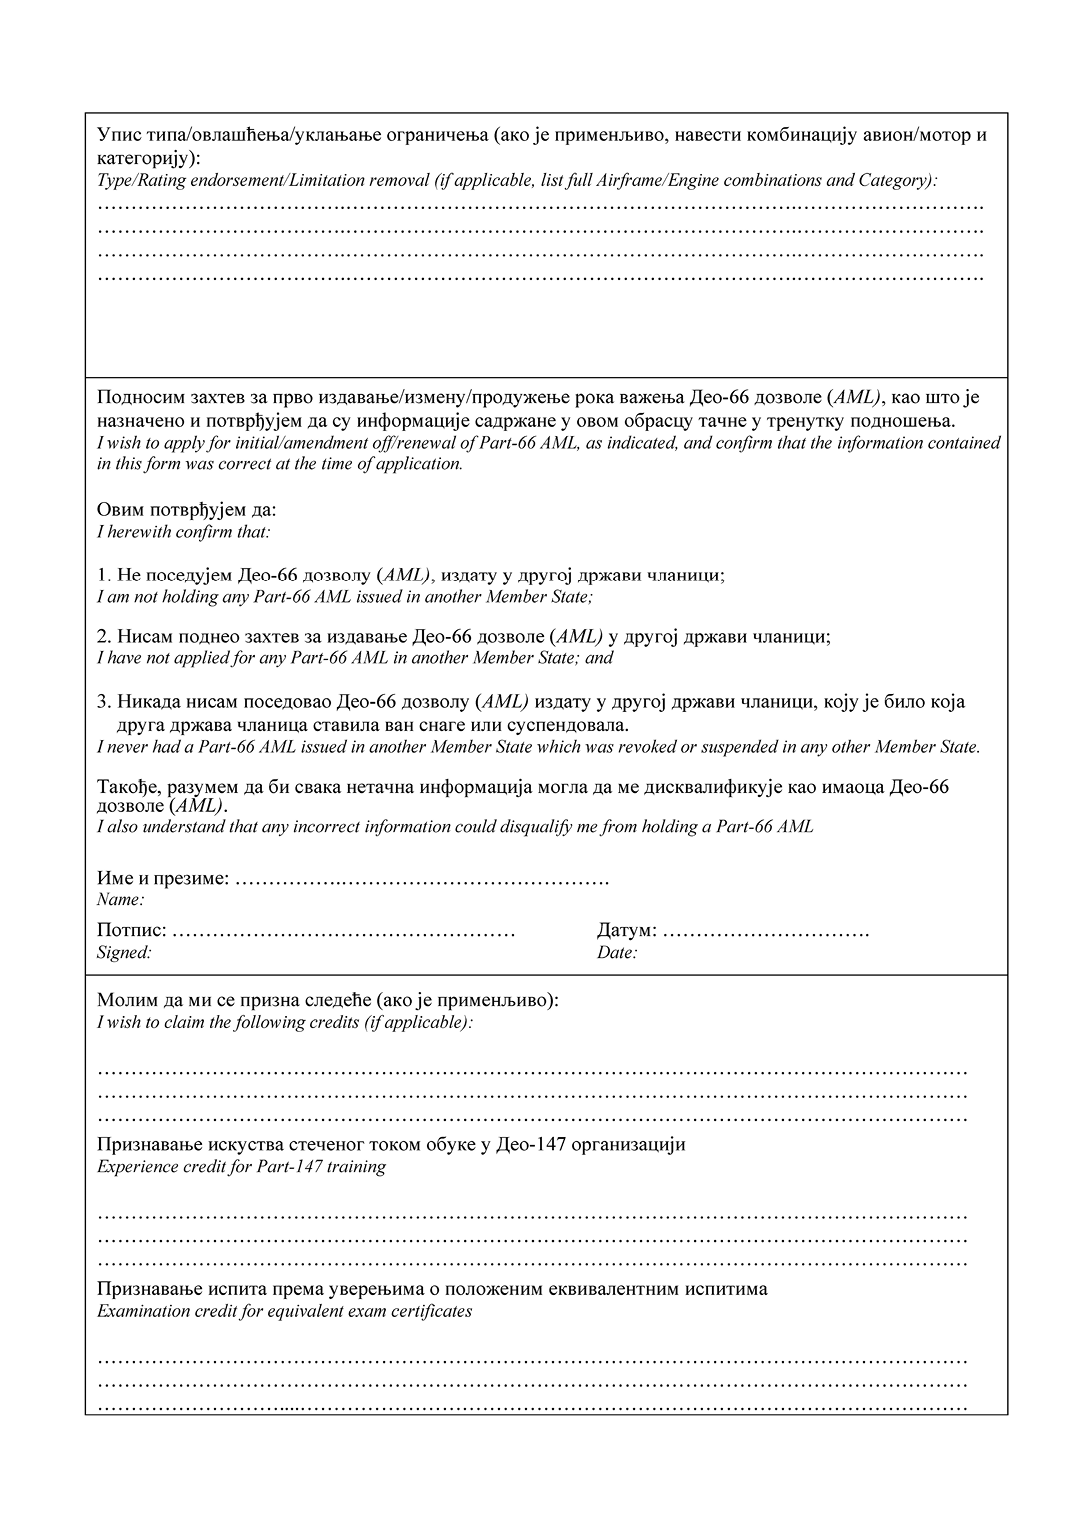 Упис типа/овлашћења/уклањање ограничења (ако је применљиво, навести комбинацију авион/мотор и
категорију):
Type/Rating endorsement/Limitation removal (if applicable, list full Airframe/Engine combinations and Category):
……………………………….………………………………………………………….……………………….
……………………………….………………………………………………………….……………………….
……………………………….………………………………………………………….……………………….
……………………………….………………………………………………………….……………………….
Подносим захтев за прво издавање/измену/продужење рока важења Део-66 дозволе (AML), као што је
назначено и потврђујем да су информације садржане у овом обрасцу тачне у тренутку подношења.
I wish to apply for initial/amendment off/renewal of Part-66 AML, as indicated, and confirm that the information contained
in this form was correct at the time of application.
Овим потврђујем да:
I herewith confirm that:
1. Не поседујем Део-66 дозволу (AML), издату у другој држави чланици;
I am not holding any Part-66 AML issued in another Member State;
2. Нисам поднео захтев за издавање Део-66 дозволе (AML) у другој држави чланици;
I have not applied for any Part-66 AML in another Member State; and
3. Никада нисам поседовао Део-66 дозволу (AML) издату у другој држави чланици, коју је било која
друга држава чланица ставила ван снаге или суспендовала.
I never had a Part-66 AML issued in another Member State which was revoked or suspended in any other Member State.
Такође, разумем да би свака нетачна информација могла да ме дисквалификује као имаоца Део-66
дозволе (AML).
I also understand that any incorrect information could disqualify me from holding a Part-66 AML
Име и презиме: …………….………………………………….
Name:
Потпис: …………………………………………… Датум: ………………………….
Signed: Date:
Молим да ми се призна следеће (ако је применљиво):
I wish to claim the following credits (if applicable):
…………………………………………………………………………………………………………………
…………………………………………………………………………………………………………………
…………………………………………………………………………………………………………………
Признавање искуства стеченог током обуке у Део-147 организацији
Experience credit for Part-147 training
…………………………………………………………………………………………………………………
…………………………………………………………………………………………………………………
…………………………………………………………………………………………………………………
Признавање испита према уверењима о положеним еквивалентним испитима
Examination credit for equivalent exam certificates
…………………………………………………………………………………………………………………
…………………………………………………………………………………………………………………
………………………....………………………………………………………………………………………